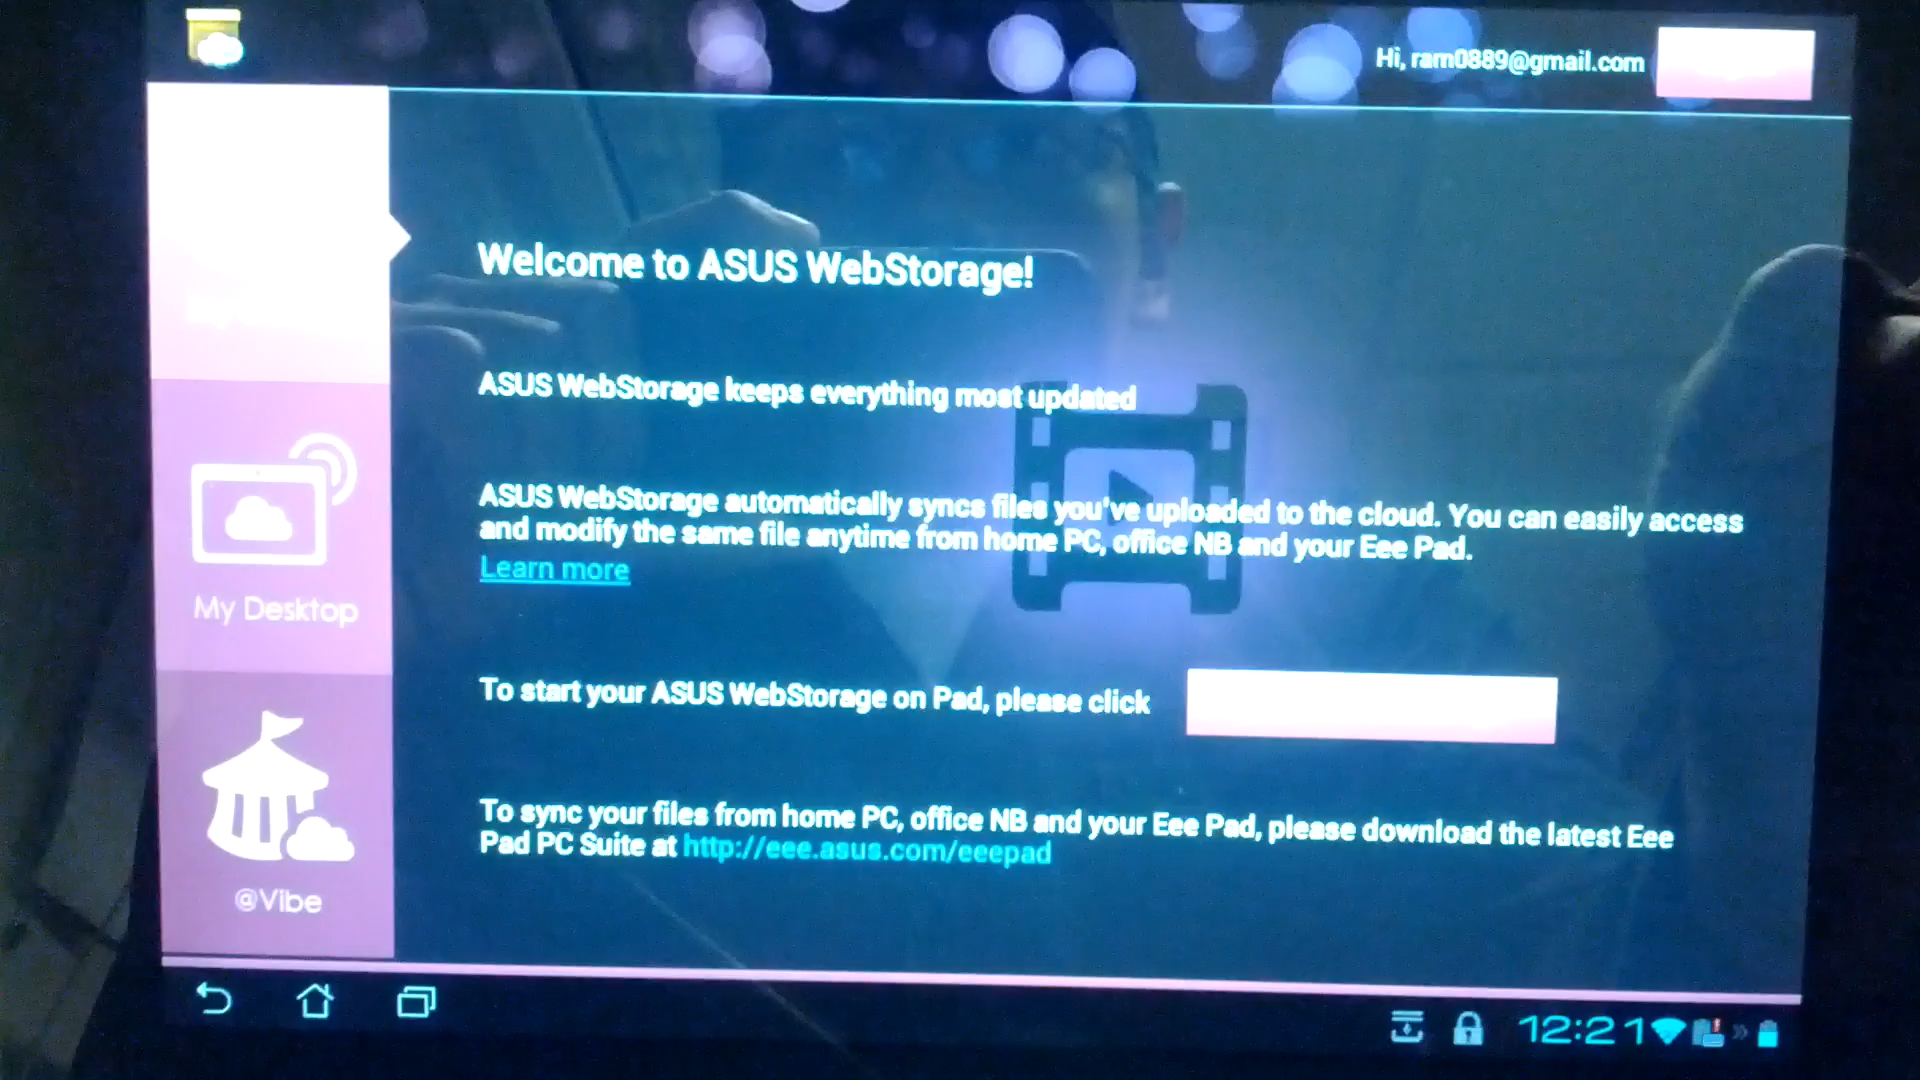 Hi, ram0889@gmail.com
Welcome to ASUS WebStorage!
ASUS WebStorage keeps everything most updated
ASUS WebStorage automatically syncs files you've uploaded to the cloud. You can easily access
and modify the same file anytime from home PC, office NB and your Eee Pad.
Learn more
My Desktop
To start your ASUS WebStorage on Pad, please click
To sync your files from home PC, office NB and your Eee Pad, please download the latest Eee
Pad PC Suite at http://eee.asus.com/eeepad
@Vibe
12:21